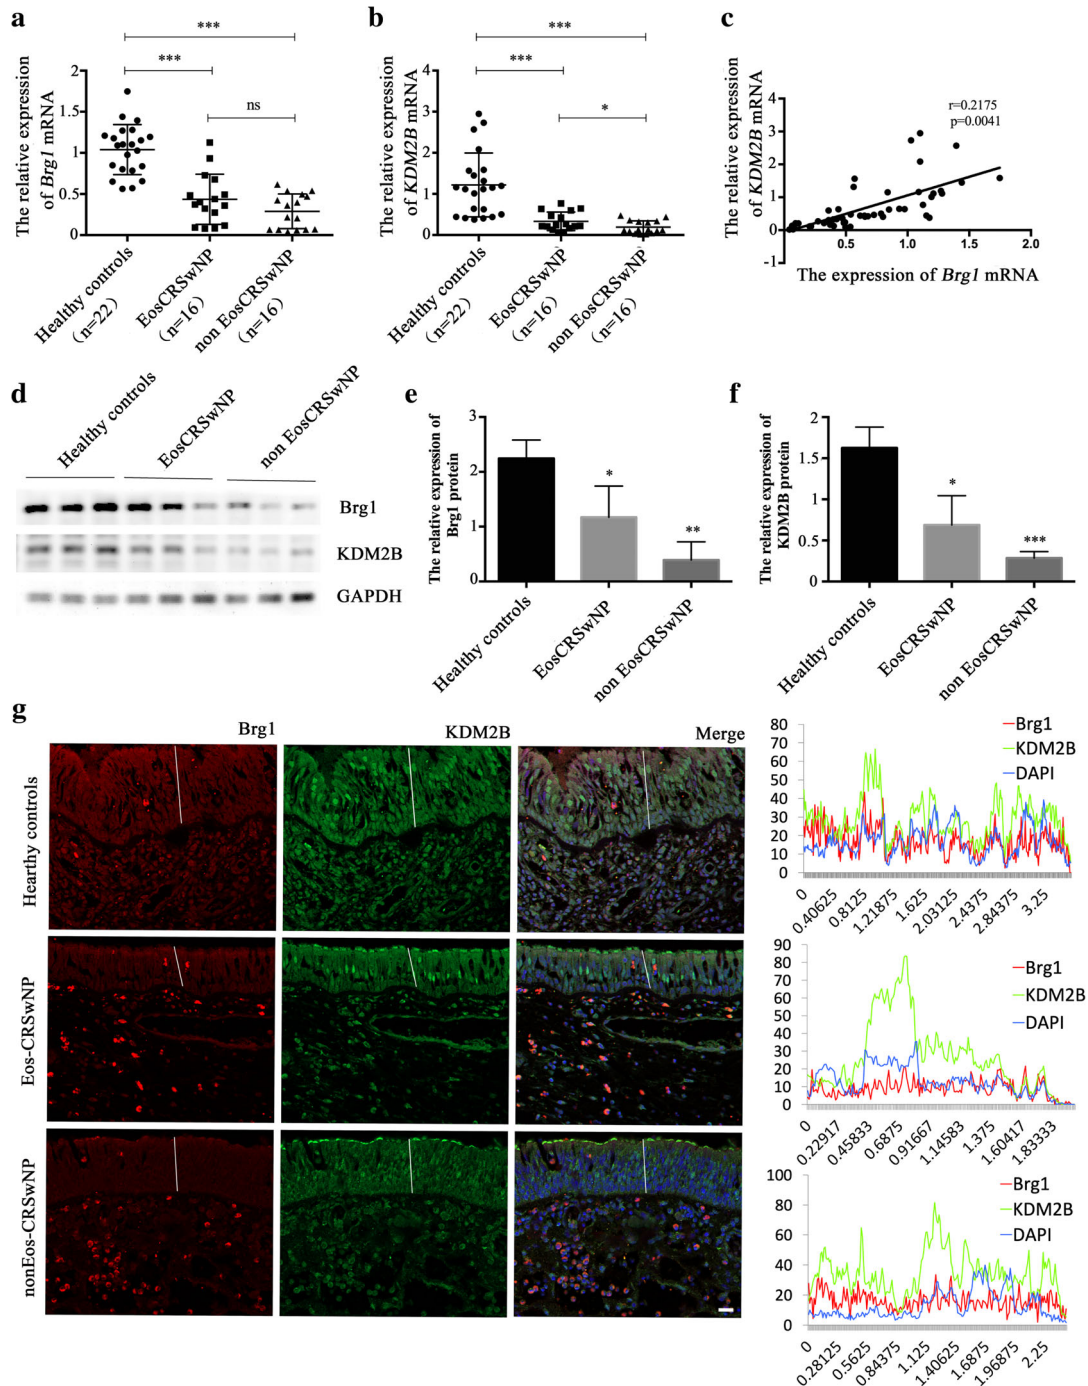 a
***
***
ns
The relative expression
of Brg1 mRNA
2
1.5
1
0.5
0
Healthy controls
(n=22)
EosCRSwNP
(n=16)
non EosCRSwNP
(n=16)
b
***
***
*
The relative expression
of KDM2B mRNA
4
3
2
1
0
Healthy controls
(n=22)
EosCRSwNP
(n=16)
non EosCRSwNP
(n=16)
c
r=0.2175
p=0.0041
The relative expression
of KDM2B mRNA
4
3
2
1
0
-1
0.5
1.0
1.5
2.0
The expression of Brg1 mRNA
d
Healthy controls
EosCRSwNP
non EosCRSwNP
Brg1
KDM2B
GAPDH
e
The relative expression of
Brg1 protein
3
2
1
0
*
**
Healthy controls
EosCRSwNP
non EosCRSwNP
f
The relative expression of
KDM2B protein
2
1.5
1
0.5
0
*
***
Healthy controls
EosCRSwNP
non EosCRSwNP
g
Brg1
KDM2B
Merge
Hearthy controls
Eos-CRSwNP
nonEos-CRSwNP
80
70
60
50
40
30
20
10
0
Brg1
KDM2B
DAPI
0
0.40625
0.8125
1.21875
1.625
2.03125
2.4375
2.84375
3.25
90
80
70
60
50
40
30
20
10
0
Brg1
KDM2B
DAPI
0
0.22917
0.45833
0.6875
0.91667
1.14583
1.375
1.60417
1.83333
100
80
60
40
20
0
Brg1
KDM2B
DAPI
0
0.28125
0.5625
0.84375
1.125
1.40625
1.6875
1.96875
2.25